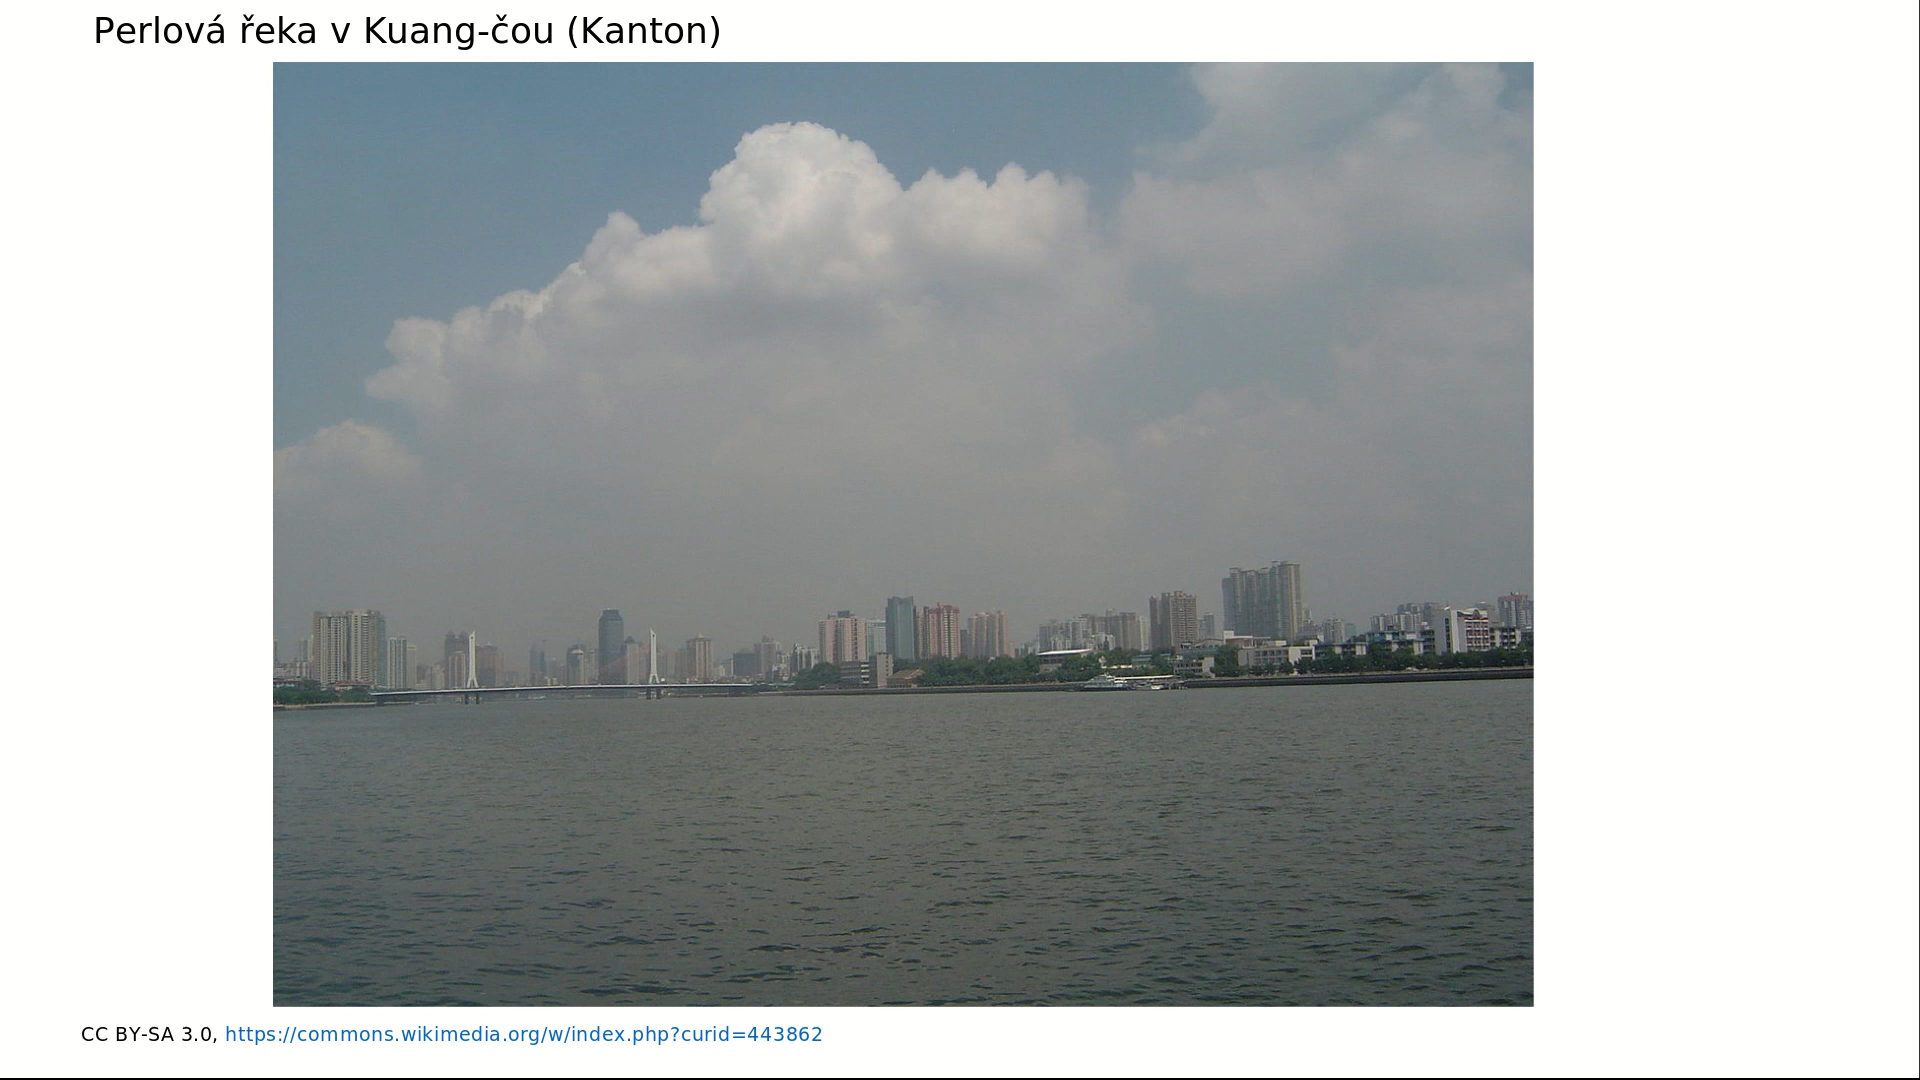 Perlová řeka v Kuang-čou (Kanton)
CC BY-SA 3.0, https://commons.wikimedia.org/w/index.php?curid=443862